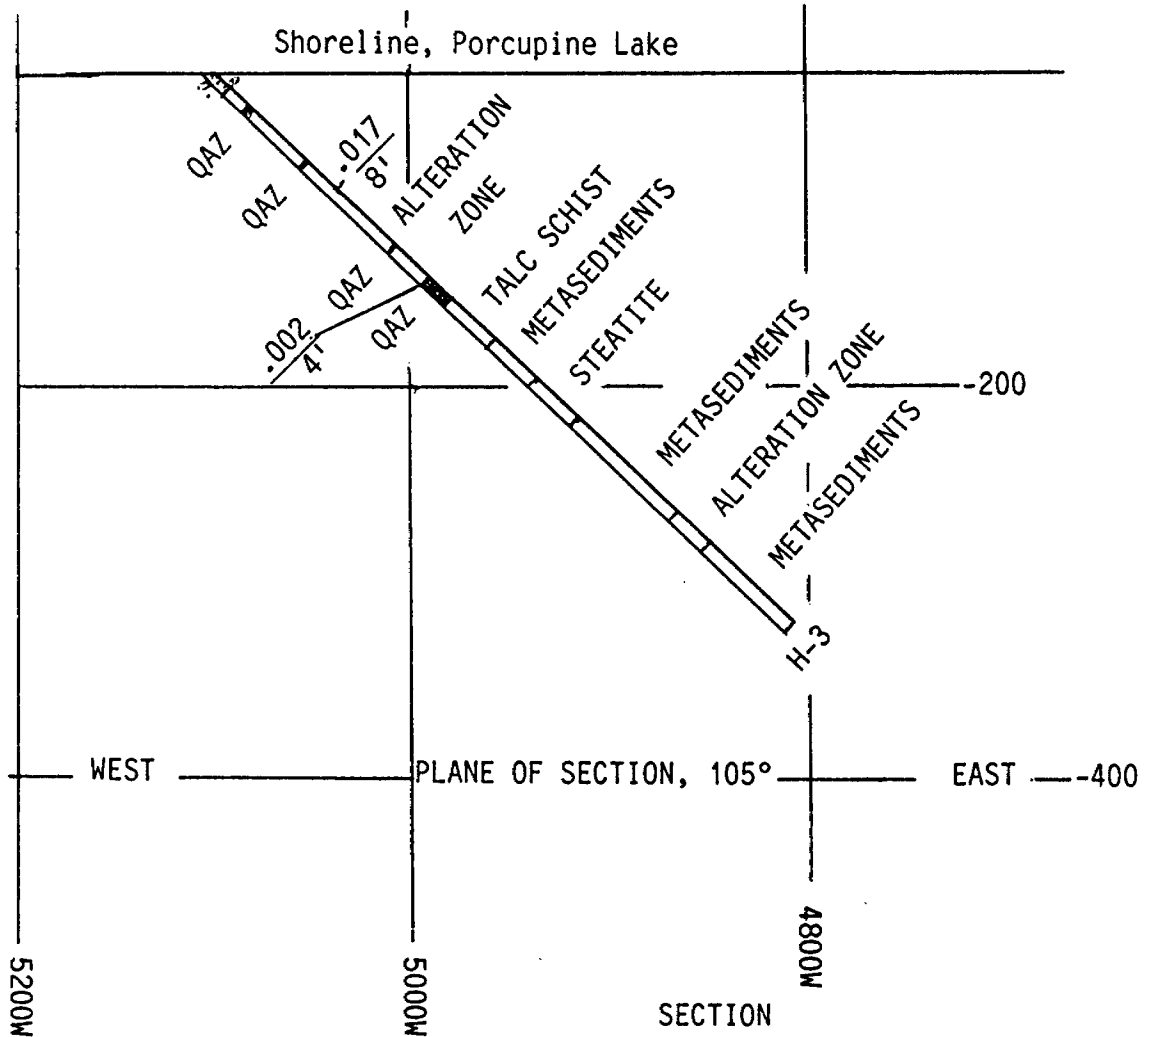 Shoreline, Porcupine Lake
QAZ
QAZ
.017
8'
ALTERATION
ZONE
QAZ
QAZ
.002
4'
TALC SCHIST
METASEDIMENTS
STEATITE
METASEDIMENTS
ALTERATION ZONE
METASEDIMENTS
-200
H-3
WEST
PLANE OF SECTION, 105°
EAST
-400
5200W
5000W
4800W
SECTION